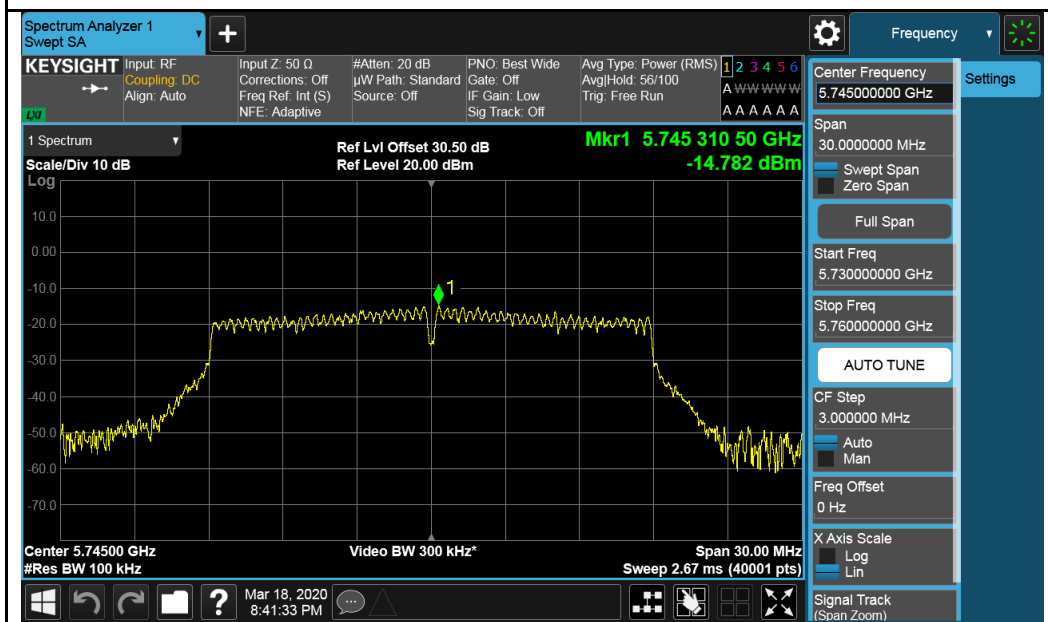 Spectrum Analyzer 1
Swept SA
+
Frequency
KEYSIGHT
Input: RF
Coupling: DC
Align: Auto
LXI
Input Z: 50 Ω
Corrections: Off
Freq Ref: Int (S)
NFE: Adaptive
#Atten: 20 dB
µW Path: Standard
Source: Off
PNO: Best Wide
Gate: Off
IF Gain: Low
Sig Track: Off
Avg Type: Power (RMS)
Avg|Hold: 56/100
Trig: Free Run
1 2 3 4 5 6
A W W W W W
A A A A A A
1 Spectrum
Scale/Div 10 dB
Ref Lvl Offset 30.50 dB
Ref Level 20.00 dBm
Mkr1 5.745 310 50 GHz
-14.782 dBm
Log
10.0
0.00
-10.0
-20.0
-30.0
-40.0
-50.0
-60.0
-70.0
1
Center 5.74500 GHz
#Res BW 100 kHz
Video BW 300 kHz*
Span 30.00 MHz
Sweep 2.67 ms (40001 pts)
Center Frequency
5.745000000 GHz
Settings
Span
30.0000000 MHz
Swept Span
Zero Span
Full Span
Start Freq
5.730000000 GHz
Stop Freq
5.760000000 GHz
AUTO TUNE
CF Step
3.000000 MHz
Auto
Man
Freq Offset
0 Hz
X Axis Scale
Log
Lin
Signal Track
(Span Zoom)
?
Mar 18, 2020
8:41:33 PM